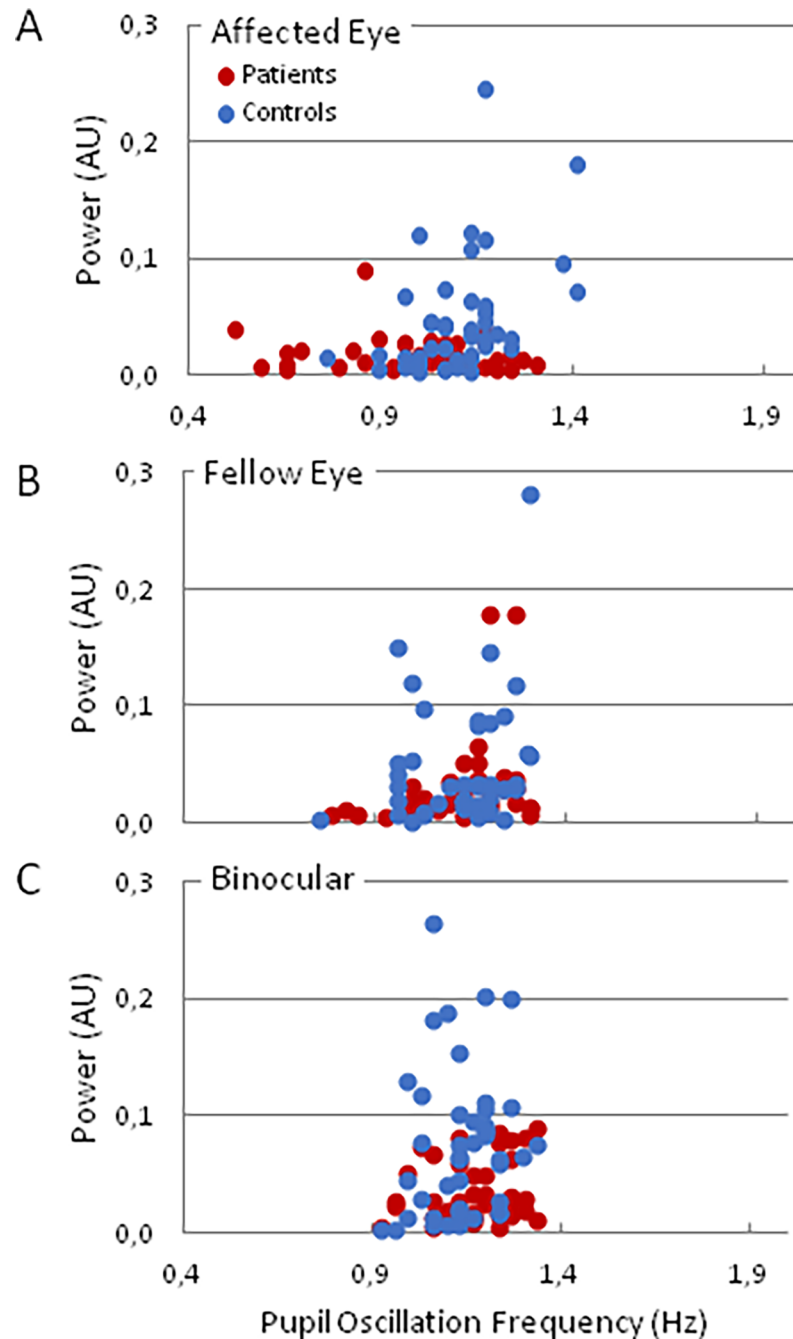 A
Affected Eye
Patients
Controls
Power (AU)
0,3
0,2
0,1
0,0
0,4 0,9 1,4 1,9
B
Fellow Eye
Power (AU)
0,3
0,2
0,1
0,0
C
Binocular
Power (AU)
0,3
0,2
0,1
0,0
0,4 0,9 1,4 1,9
Pupil Oscillation Frequency (Hz)